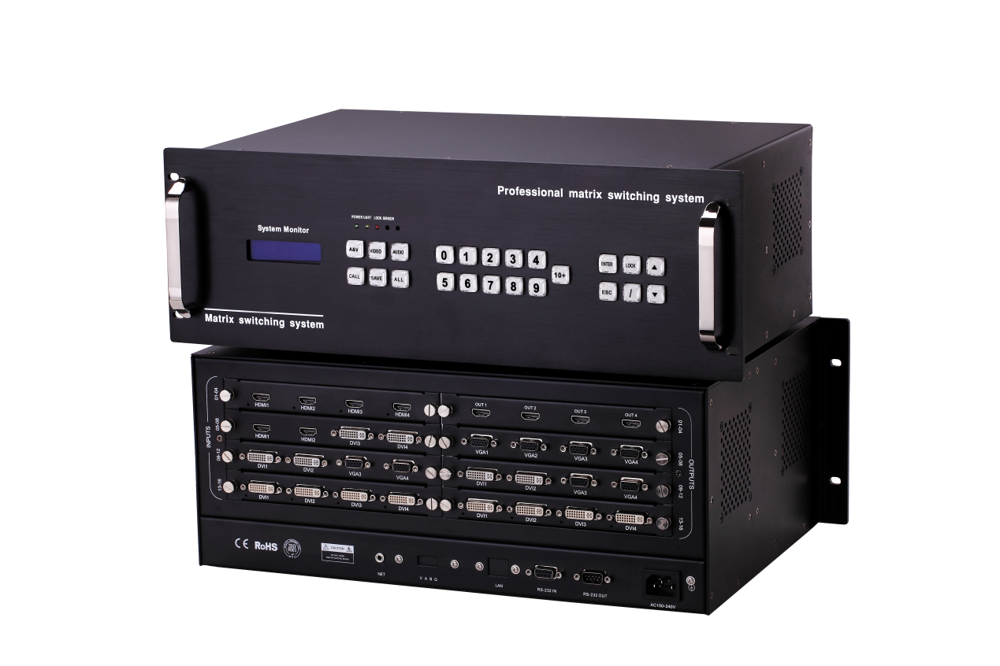 Professional matrix switching system
POWER UART LOCK SENSOR
System Monitor
A&V VIDEO AUDIO
CALL SAVE ALL
0 1 2 3 4
5 6 7 8 9
10+
ENTER LOCK ▲
ESC / ▼
Matrix switching system
INPUTS
01-04
05-08
09-12
13-16
HDMI1 HDMI2 HDMI3 HDMI4
HDMI1 HDMI2 DVI3 DVI4
DVI1 DVI2 VGA3 VGA4
DVI1 DVI2 DVI3 DVI4
OUT 1 OUT 2 OUT 3 OUT 4
VGA1 VGA2 VGA3 VGA4
DVI1 DVI2 VGA3 VGA4
DVI1 DVI2 DVI3 DVI4
OUTPUTS
01-04
05-08
09-12
13-16
CE RoHS ISO 9001
CAUTION
NET
V A B G
LAN
RS-232 IN
RS-232 OUT
AC100-240V